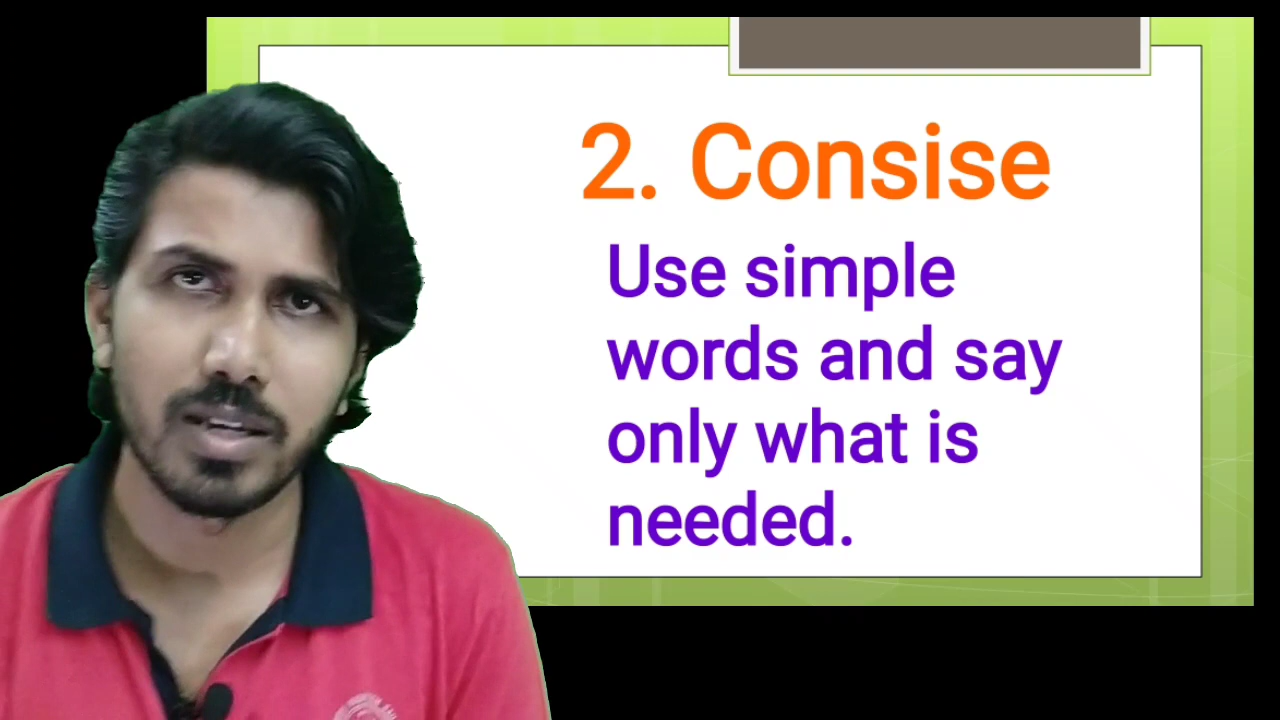 2. Consise
Use simple
words and say
only what is
needed.